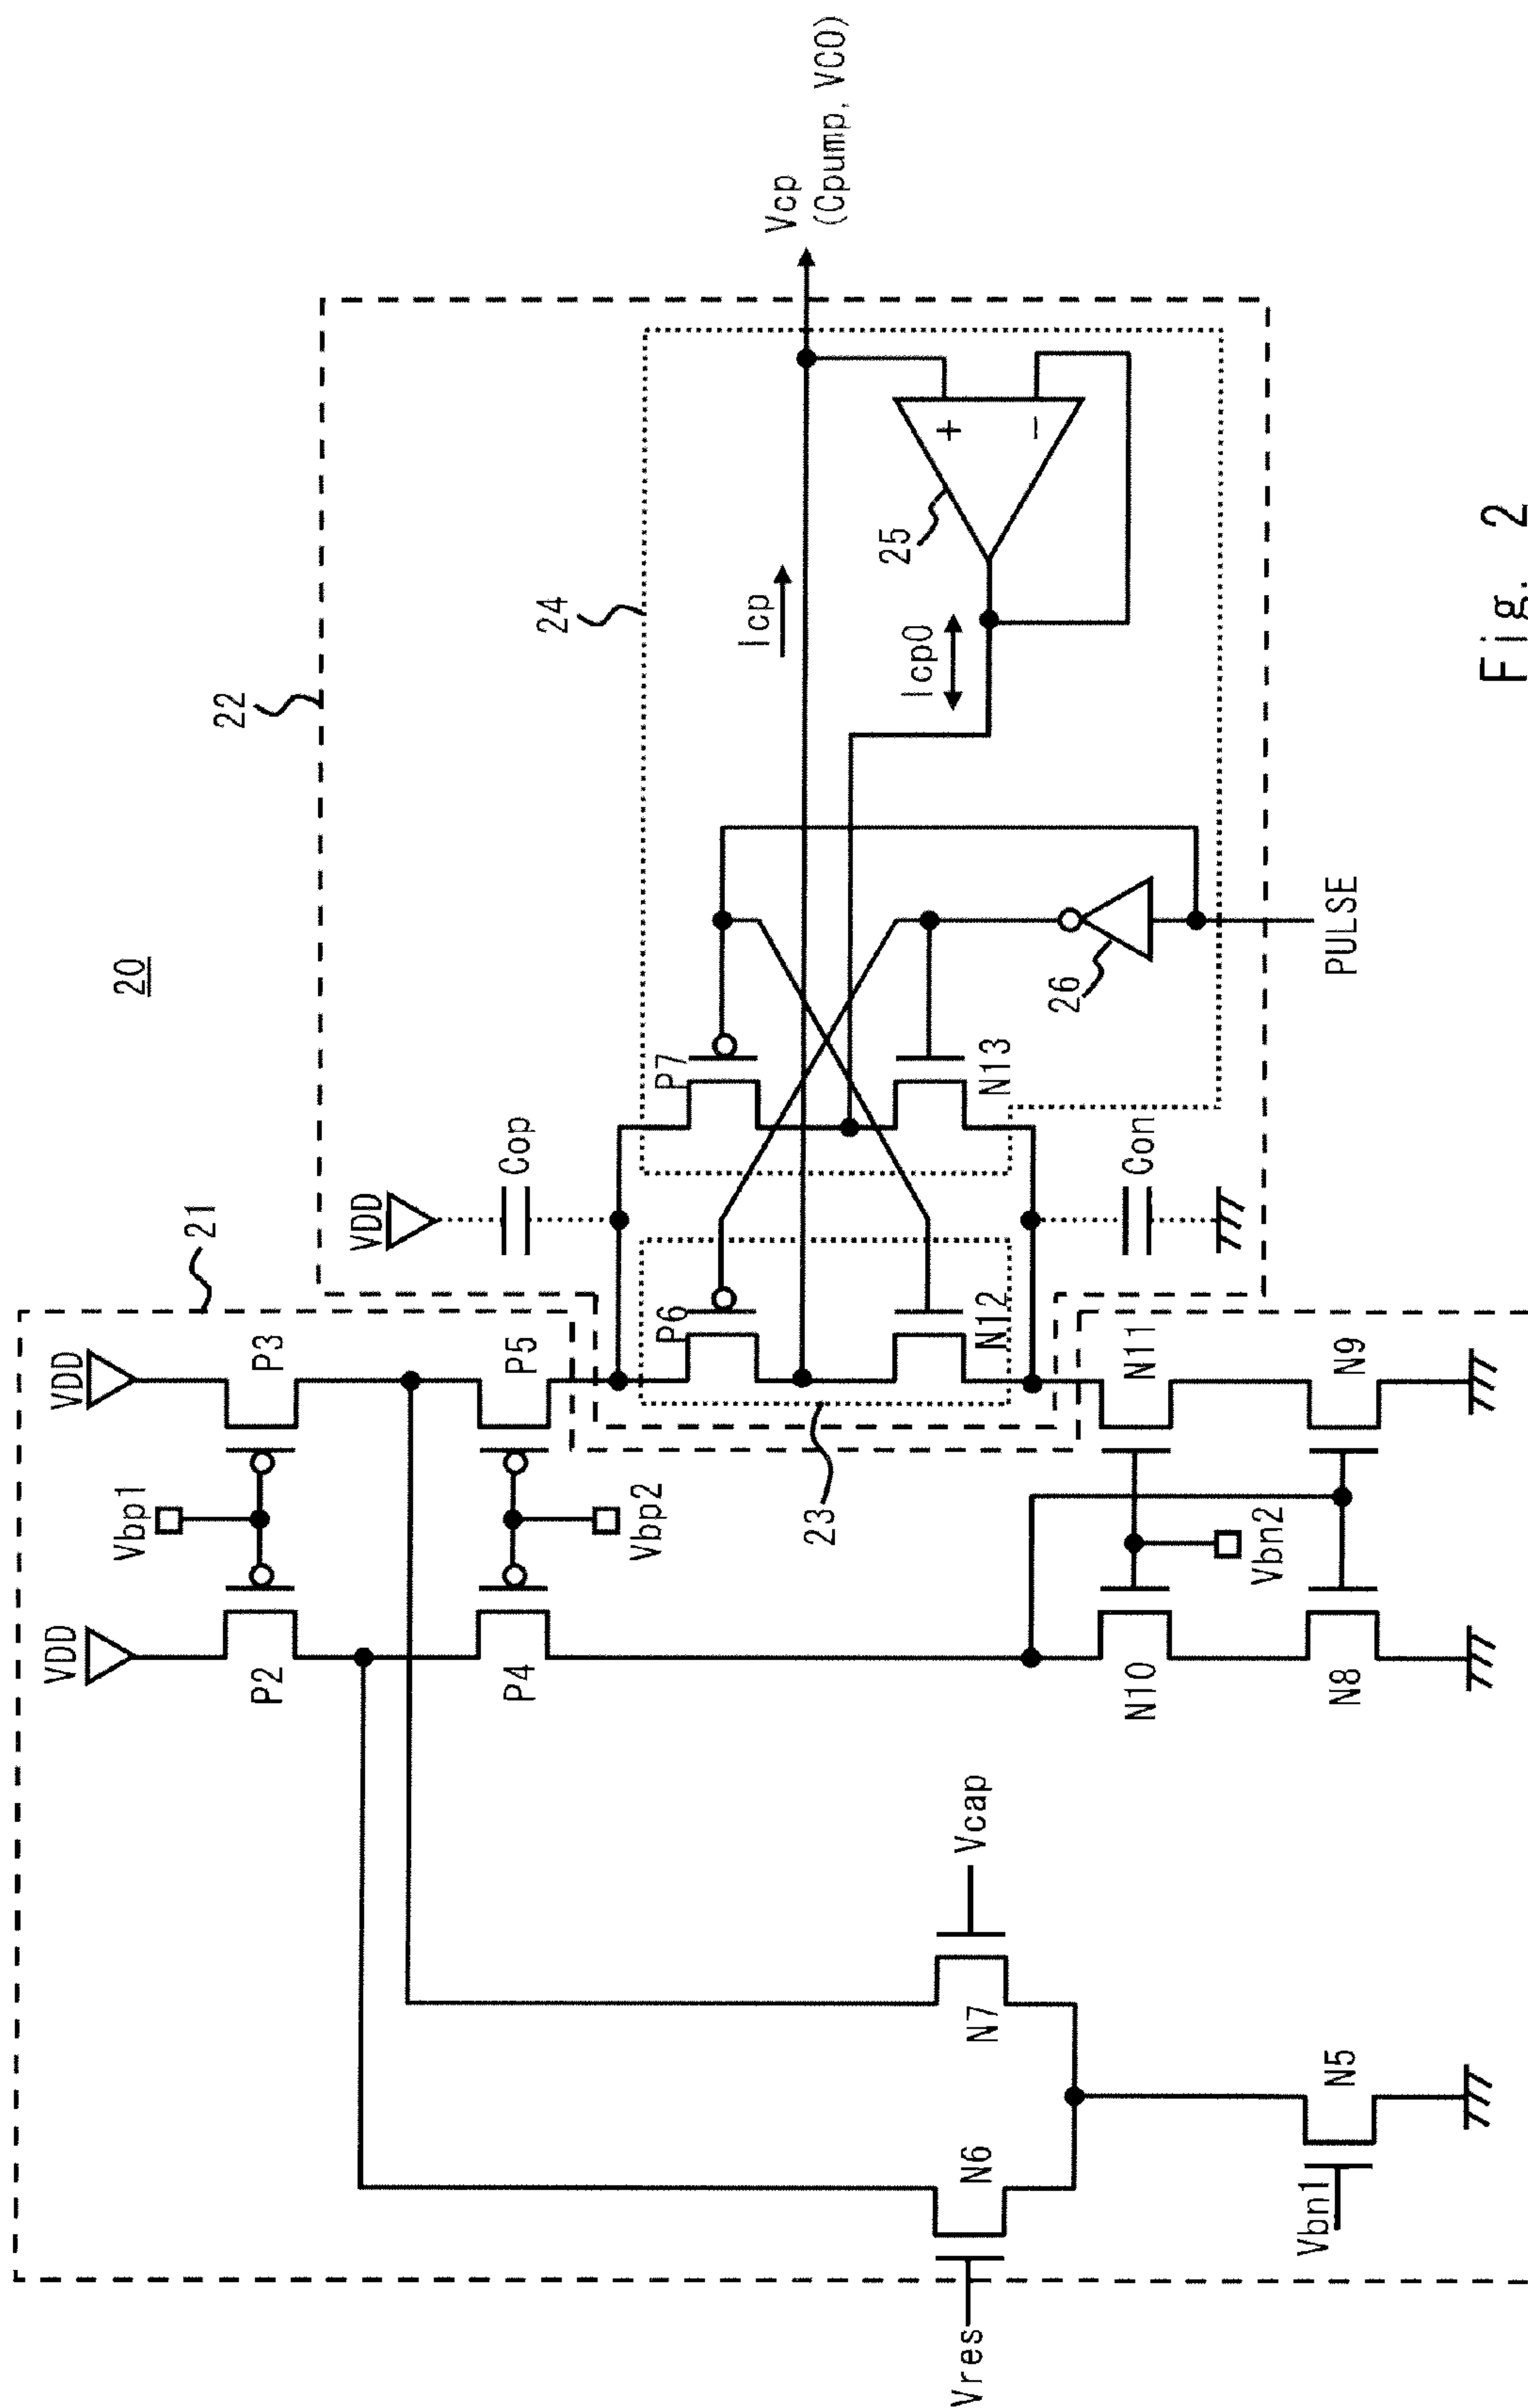 20
21
22
VDD
VDD
VDD
Vbp1
P2
P3
Cop
24
Vbp2
P4
P5
P6
P7
Icp
Vcp
(Cpump, VCO)
23
Icp0
25
+
-
Vres
N6
N7
Vcap
N12
N13
26
Con
N10
N11
Vbn2
PULSE
Vbn1
N5
N8
N9
Fig. 2